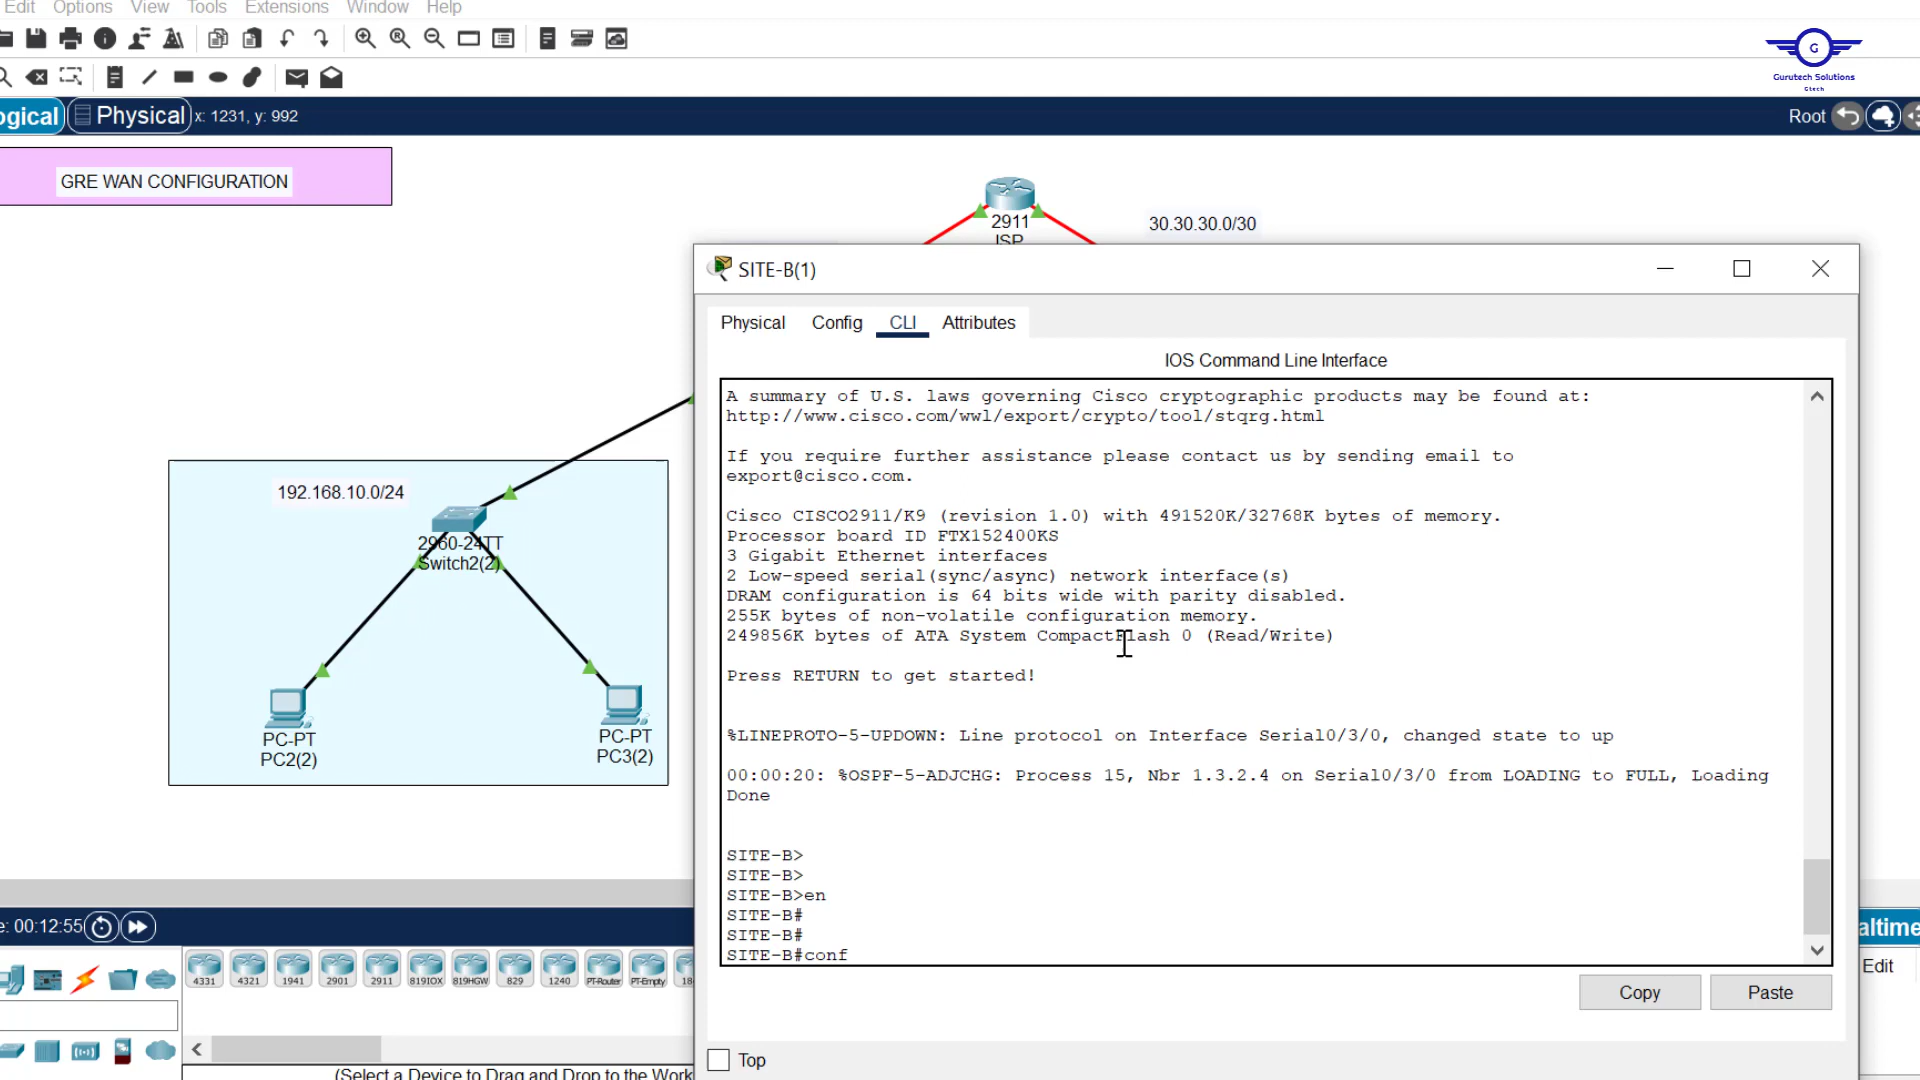 Edit Options View Tools Extensions Window Help
G
Gurutech Solutions
Gtech
ogical Physical x: 1231, y: 992
Root
GRE WAN CONFIGURATION
2911
ISP
30.30.30.0/30
SITE-B(1)
Physical Config CLI Attributes
IOS Command Line Interface
A summary of U.S. laws governing Cisco cryptographic products may be found at:
http://www.cisco.com/wwl/export/crypto/tool/stqrg.html
If you require further assistance please contact us by sending email to
export@cisco.com.
Cisco CISCO2911/K9 (revision 1.0) with 491520K/32768K bytes of memory.
Processor board ID FTX152400KS
3 Gigabit Ethernet interfaces
2 Low-speed serial(sync/async) network interface(s)
DRAM configuration is 64 bits wide with parity disabled.
255K bytes of non-volatile configuration memory.
249856K bytes of ATA System CompactFlash 0 (Read/Write)
Press RETURN to get started!
%LINEPROTO-5-UPDOWN: Line protocol on Interface Serial0/3/0, changed state to up
00:00:20: %OSPF-5-ADJCHG: Process 15, Nbr 1.3.2.4 on Serial0/3/0 from LOADING to FULL, Loading
Done
SITE-B>
SITE-B>
SITE-B>en
SITE-B#
SITE-B#
SITE-B#conf
Copy Paste
Top
192.168.10.0/24
2960-24TT
Switch2(2)
PC-PT
PC2(2)
PC-PT
PC3(2)
e: 00:12:55
altime
Edit
4331 4321 1941 2901 2911 819IOX 819HGW 829 1240 PT-Router PT-Empty 18
(Select a Device to Drag and Drop to the Work